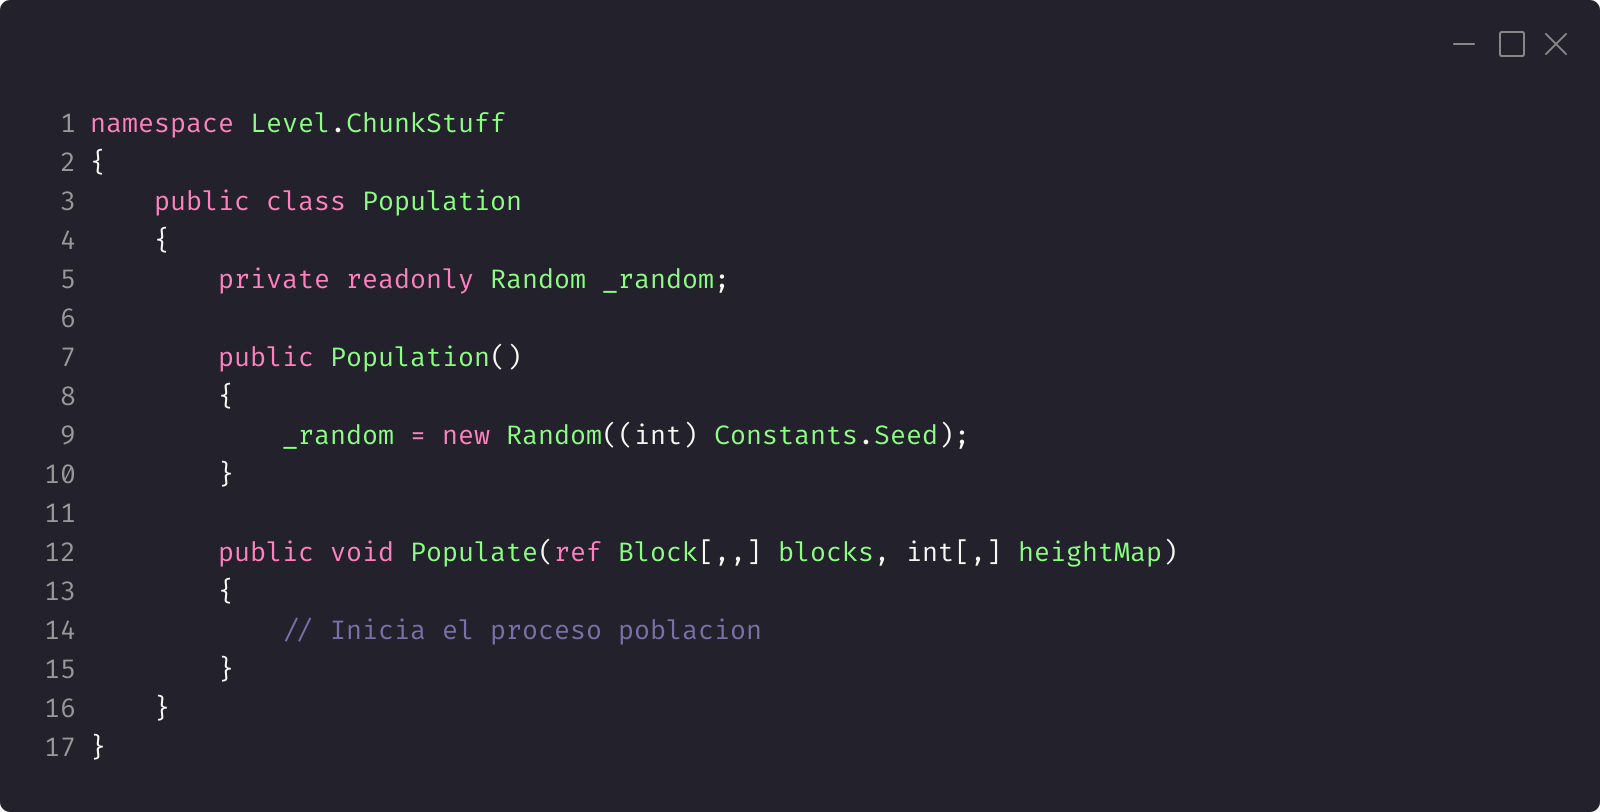 1 namespace Level.ChunkStuff
2 {
3     public class Population
4     {
5         private readonly Random _random;
6
7         public Population()
8         {
9             _random = new Random((int) Constants.Seed);
10         }
11
12         public void Populate(ref Block[,,] blocks, int[,] heightMap)
13         {
14             // Inicia el proceso poblacion
15         }
16     }
17 }